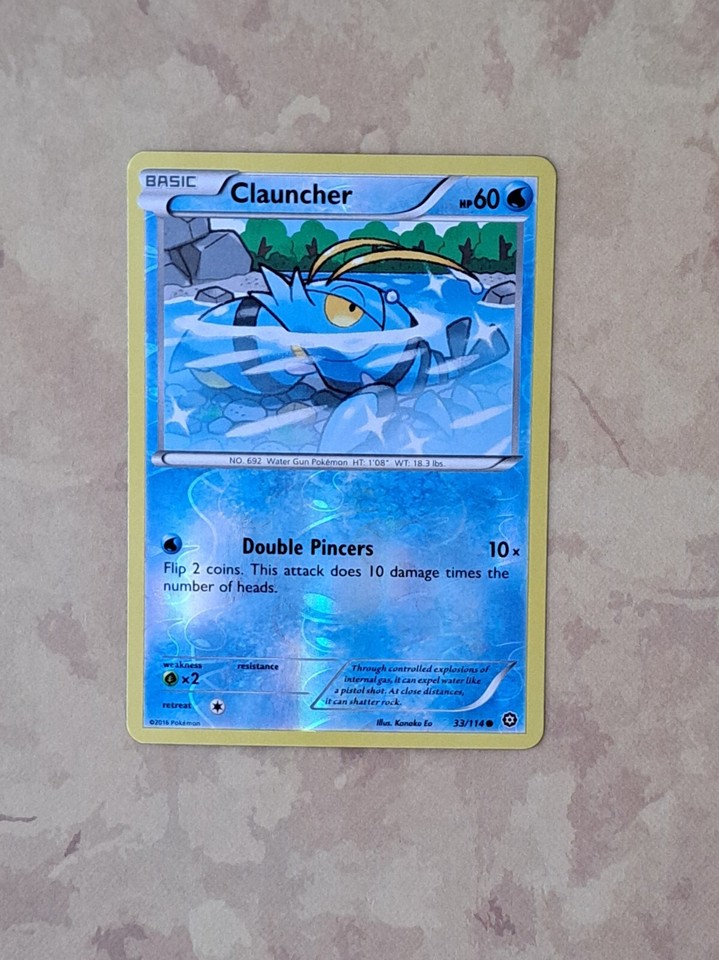 BASIC Clauncher HP60
NO. 692 Water Gun Pokémon HT: 1'08" WT: 18.3 lbs.
Double Pincers 10x
Flip 2 coins. This attack does 10 damage times the
number of heads.
weakness resistance
x2
retreat
Through controlled explosions of
internal gas, it can expel water like
a pistol shot. At close distances,
it can shatter rock.
©2016 Pokémon Illus. Kanako Eo 33/114